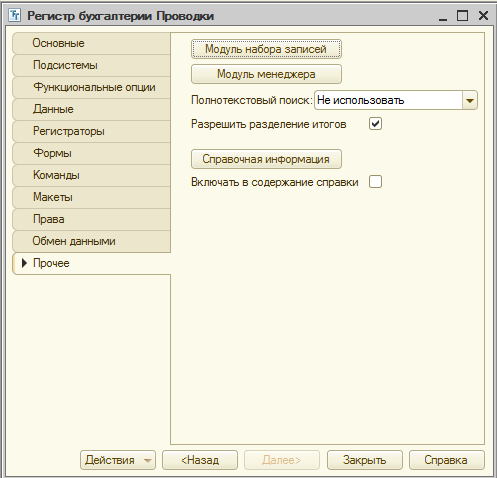 Регистр бухгалтерии Проводки
Основные
Подсистемы
Функциональные опции
Данные
Регистраторы
Формы
Команды
Макеты
Права
Обмен данными
Прочее
Модуль набора записей
Модуль менеджера
Полнотекстовый поиск: Не использовать
Разрешить разделение итогов
Справочная информация
Включать в содержание справки
Действия <Назад Далее> Закрыть Справка